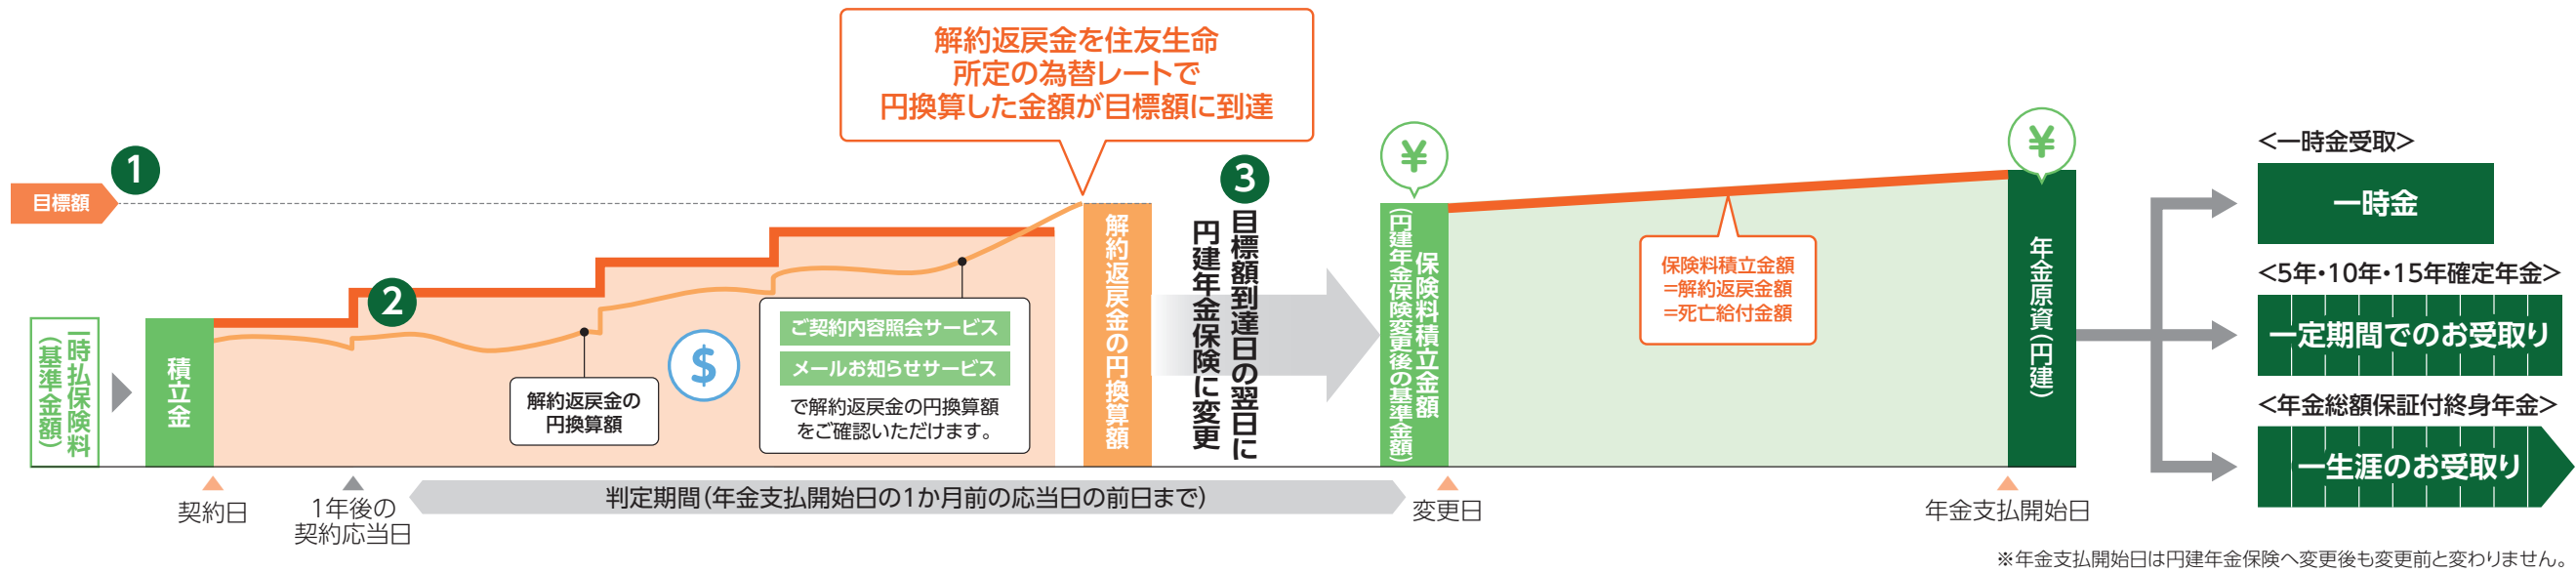 解約返戻金を住友生命
所定の為替レートで
円換算した金額が目標額に到達
1
目標額
2
一時払保険料
(基準金額)
積立金
解約返戻金の
円換算額
$
ご契約内容照会サービス
メールお知らせサービス
で解約返戻金の円換算額
をご確認いただけます。
解約返戻金の円換算額
3
目標額到達日の翌日に
円建年金保険に変更
¥
保険料積立金額
(円建年金保険変更後の基準金額)
保険料積立金額
=解約返戻金額
=死亡給付金額
¥
年金原資(円建)
<一時金受取>
一時金
<5年・10年・15年確定年金>
一定期間でのお受取り
<年金総額保証付終身年金>
一生涯のお受取り
契約日
1年後の
契約応当日
判定期間(年金支払開始日の1か月前の応当日の前日まで)
変更日
年金支払開始日
※年金支払開始日は円建年金保険へ変更後も変更前と変わりません。